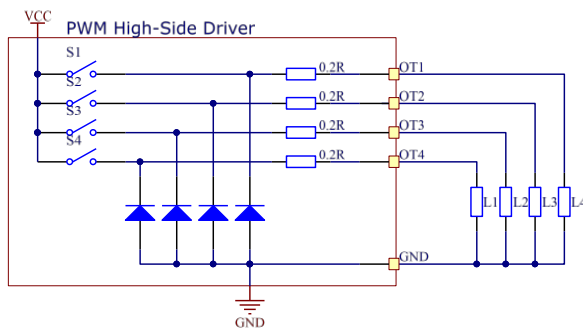 VCC
PWM High-Side Driver
S1
S2
S3
S4
0.2R OT1
0.2R OT2
0.2R OT3
0.2R OT4
L1 L2 L3 L4
GND
GND